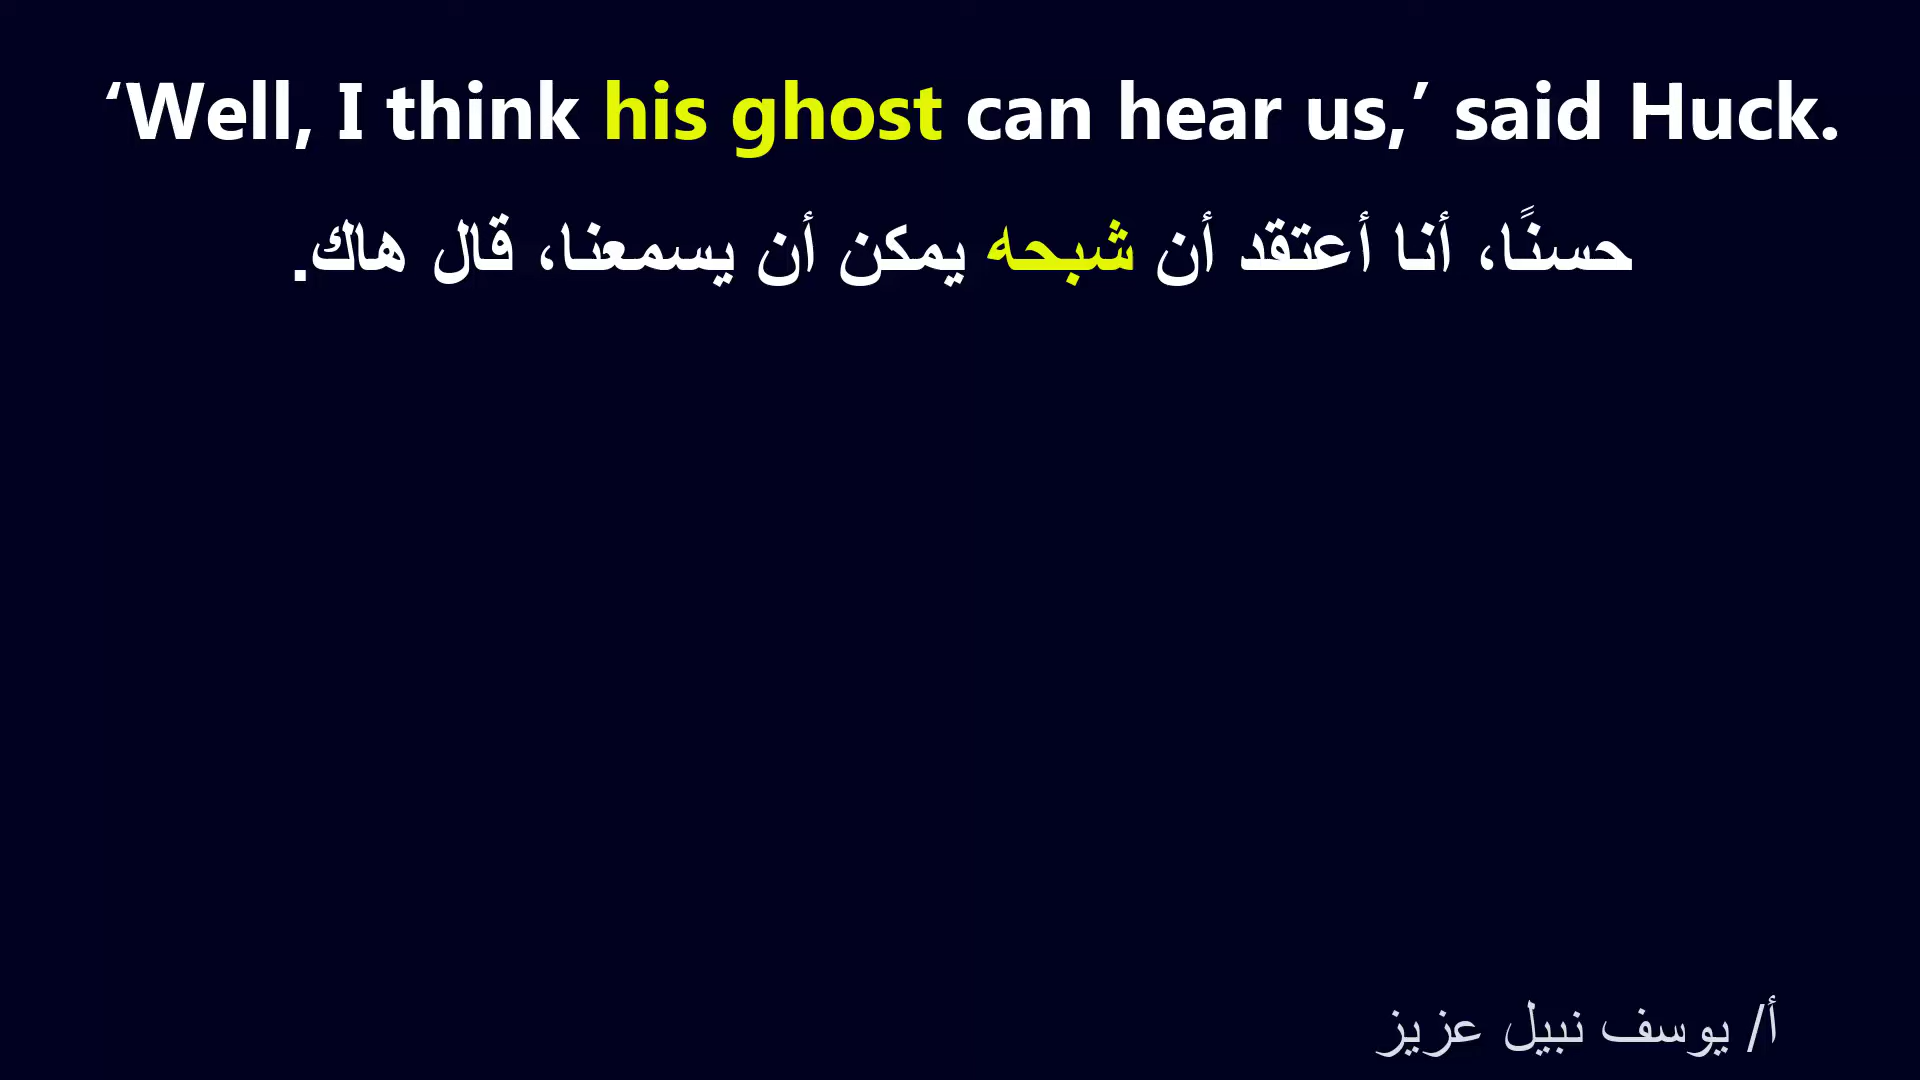 ‘Well, I think his ghost can hear us,’ said Huck.
حسنًا، أنا أعتقد أن شبحه يمكن أن يسمعنا، قال هاك.
أ/ يوسف نبيل عزيز